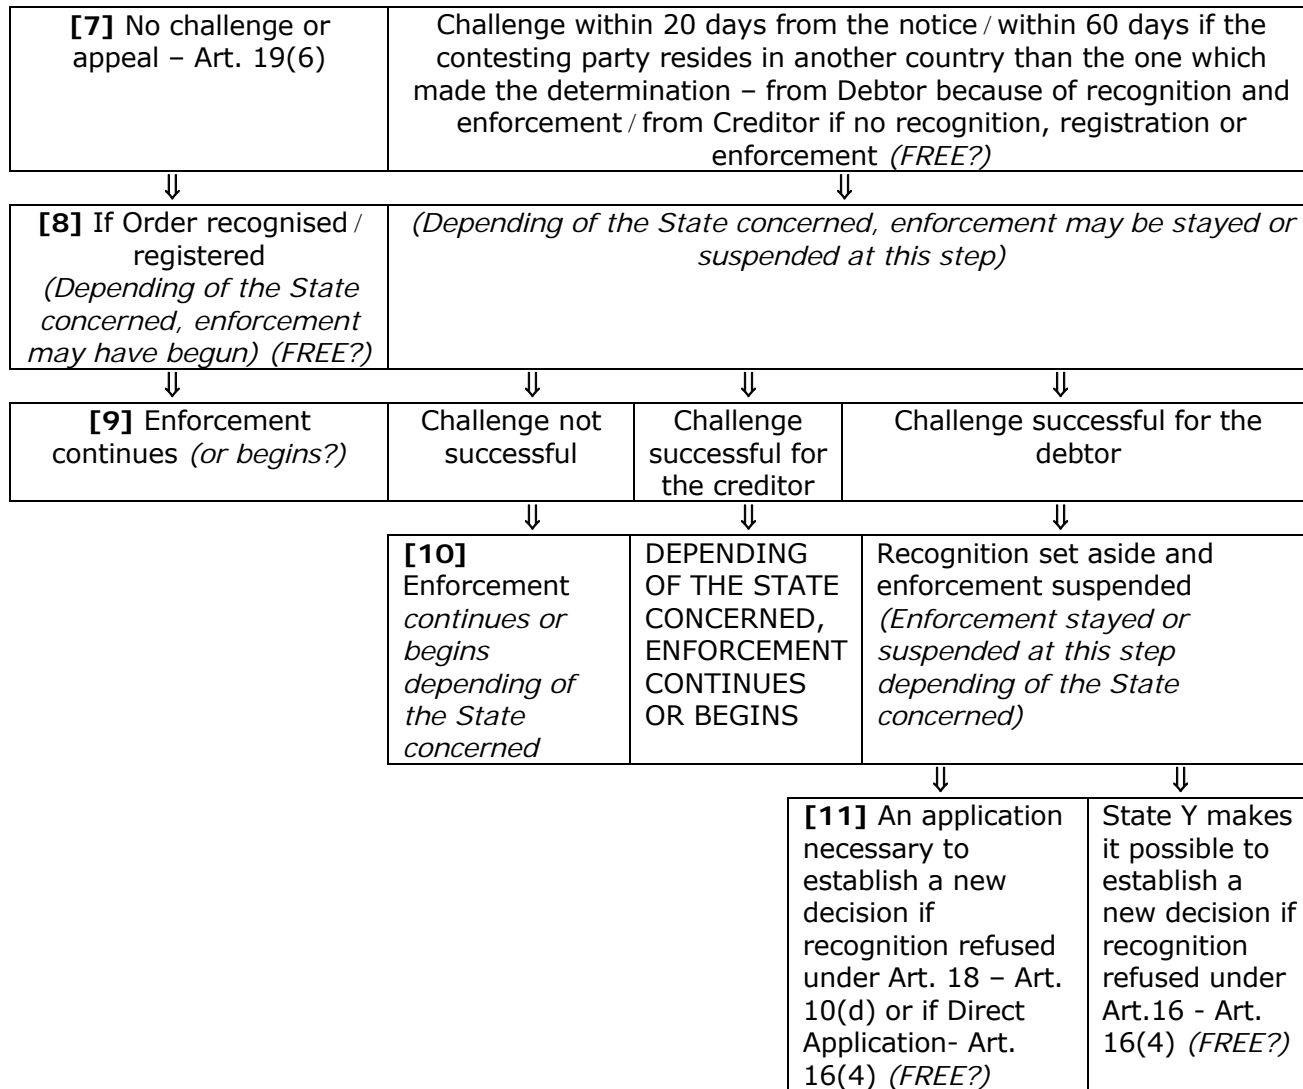 [7] No challenge or
appeal – Art. 19(6)
Challenge within 20 days from the notice / within 60 days if the
contesting party resides in another country than the one which
made the determination – from Debtor because of recognition and
enforcement / from Creditor if no recognition, registration or
enforcement (FREE?)
⇓ ⇓
[8] If Order recognised /
registered
(Depending of the State
concerned, enforcement
may have begun) (FREE?)
(Depending of the State concerned, enforcement may be stayed or
suspended at this step)
⇓ ⇓ ⇓ ⇓
[9] Enforcement
continues (or begins?)
Challenge not
successful
Challenge
successful for
the creditor
Challenge successful for the
debtor
⇓ ⇓ ⇓
[10]
Enforcement
continues or
begins
depending of
the State
concerned
DEPENDING
OF THE STATE
CONCERNED,
ENFORCEMENT
CONTINUES
OR BEGINS
Recognition set aside and
enforcement suspended
(Enforcement stayed or
suspended at this step
depending of the State
concerned)
⇓ ⇓
[11] An application
necessary to
establish a new
decision if
recognition refused
under Art. 18 – Art.
10(d) or if Direct
Application- Art.
16(4) (FREE?)
State Y makes
it possible to
establish a
new decision if
recognition
refused under
Art.16 - Art.
16(4) (FREE?)